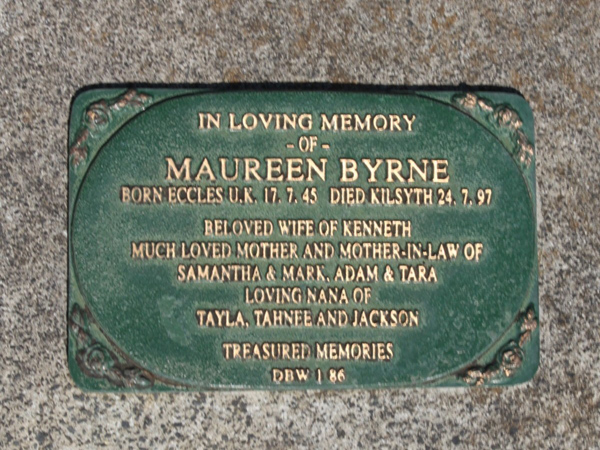 IN LOVING MEMORY
- OF -
MAUREEN BYRNE
BORN ECCLES U.K. 17. 7. 45 DIED KILSYTH 24. 7. 97
BELOVED WIFE OF KENNETH
MUCH LOVED MOTHER AND MOTHER-IN-LAW OF
SAMANTHA & MARK, ADAM & TARA
LOVING NANA OF
TAYLA, TAHNEE AND JACKSON
TREASURED MEMORIES
DBW 1 86